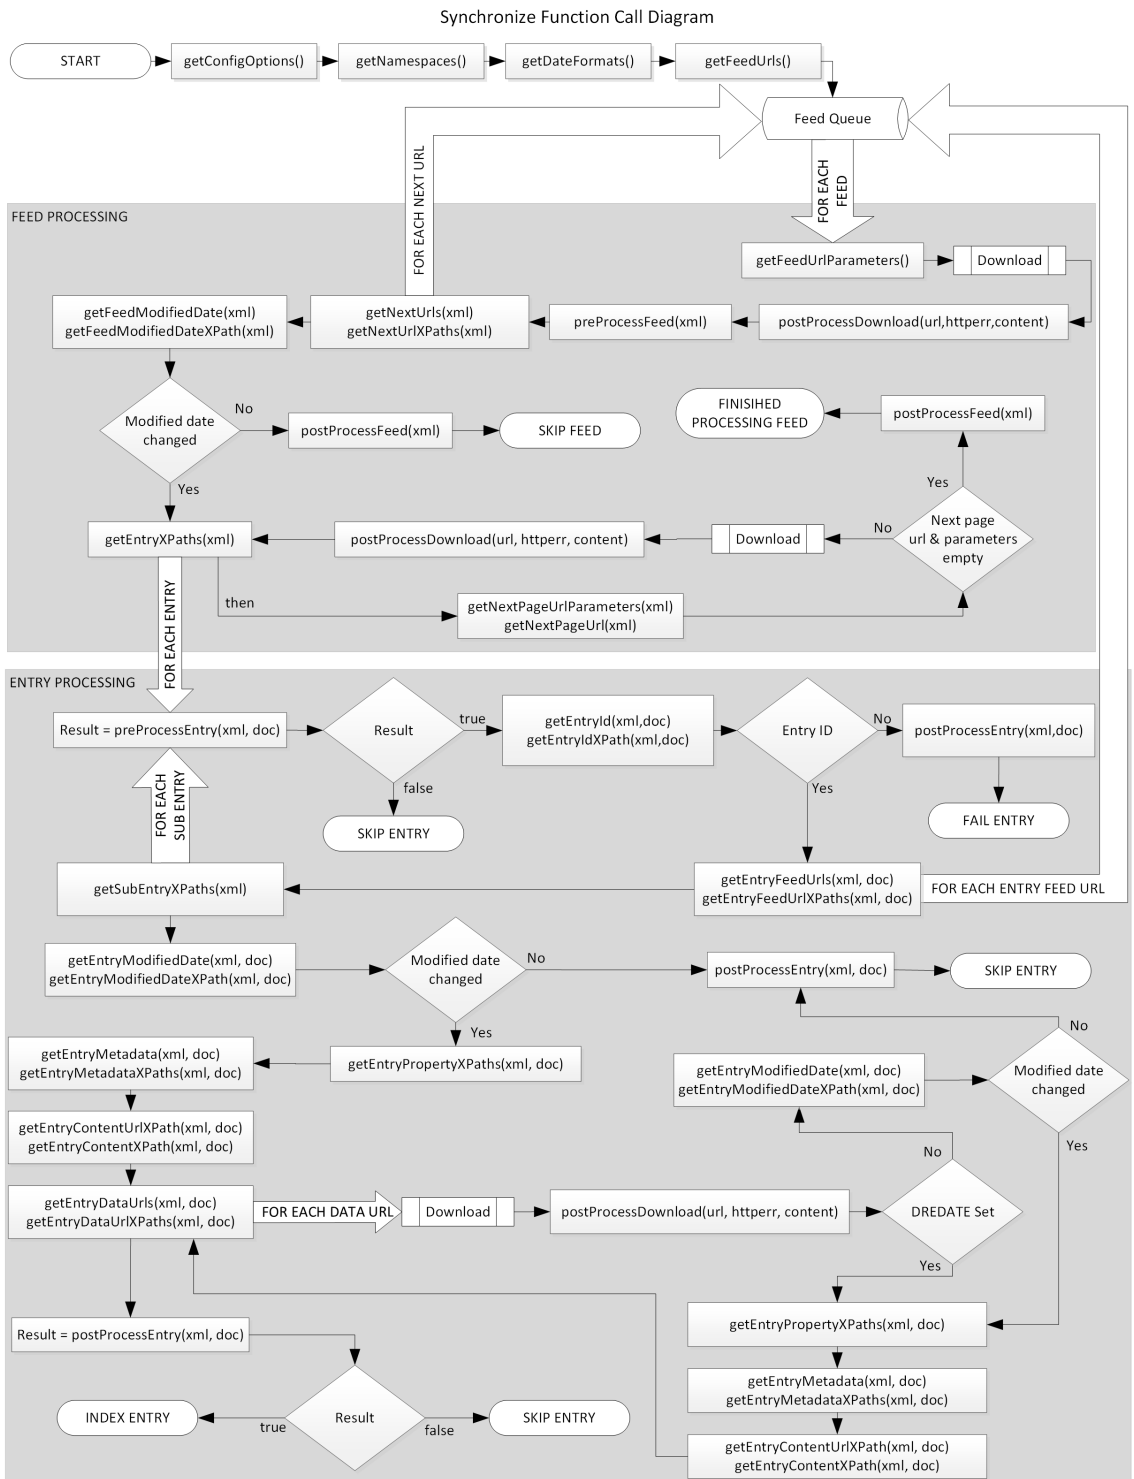 Synchronize Function Call Diagram
START
getConfigOptions()
getNamespaces()
getDateFormats()
getFeedUrls()
Feed Queue
FOR EACH
FEED
FOR EACH NEXT URL
FEED PROCESSING
getFeedUrlParameters()
Download
getFeedModifiedDate(xml)
getFeedModifiedDateXPath(xml)
getNextUrls(xml)
getNextUrlXPaths(xml)
preProcessFeed(xml)
postProcessDownload(url,httperr,content)
Modified date
changed
No
postProcessFeed(xml)
SKIP FEED
FINISIHED
PROCESSING FEED
postProcessFeed(xml)
Yes
Yes
getEntryXPaths(xml)
postProcessDownload(url, httperr, content)
Download
No
Next page
url & parameters
empty
FOR EACH ENTRY
then
getNextPageUrlParameters(xml)
getNextPageUrl(xml)
ENTRY PROCESSING
Result = preProcessEntry(xml, doc)
Result
true
getEntryId(xml,doc)
getEntryIdXPath(xml,doc)
Entry ID
No
postProcessEntry(xml,doc)
false
Yes
FOR EACH
SUB ENTRY
SKIP ENTRY
FAIL ENTRY
getSubEntryXPaths(xml)
getEntryFeedUrls(xml, doc)
getEntryFeedUrlXPaths(xml, doc)
FOR EACH ENTRY FEED URL
getEntryModifiedDate(xml, doc)
getEntryModifiedDateXPath(xml, doc)
Modified date
changed
No
postProcessEntry(xml, doc)
SKIP ENTRY
Yes
No
getEntryMetadata(xml, doc)
getEntryMetadataXPaths(xml, doc)
getEntryPropertyXPaths(xml, doc)
getEntryModifiedDate(xml, doc)
getEntryModifiedDateXPath(xml, doc)
Modified date
changed
getEntryContentUrlXPath(xml, doc)
getEntryContentXPath(xml, doc)
No
Yes
getEntryDataUrls(xml, doc)
getEntryDataUrlXPaths(xml, doc)
FOR EACH DATA URL
Download
postProcessDownload(url, httperr, content)
DREDATE Set
Yes
Result = postProcessEntry(xml, doc)
getEntryPropertyXPaths(xml, doc)
getEntryMetadata(xml, doc)
getEntryMetadataXPaths(xml, doc)
INDEX ENTRY
true
Result
false
SKIP ENTRY
getEntryContentUrlXPath(xml, doc)
getEntryContentXPath(xml, doc)